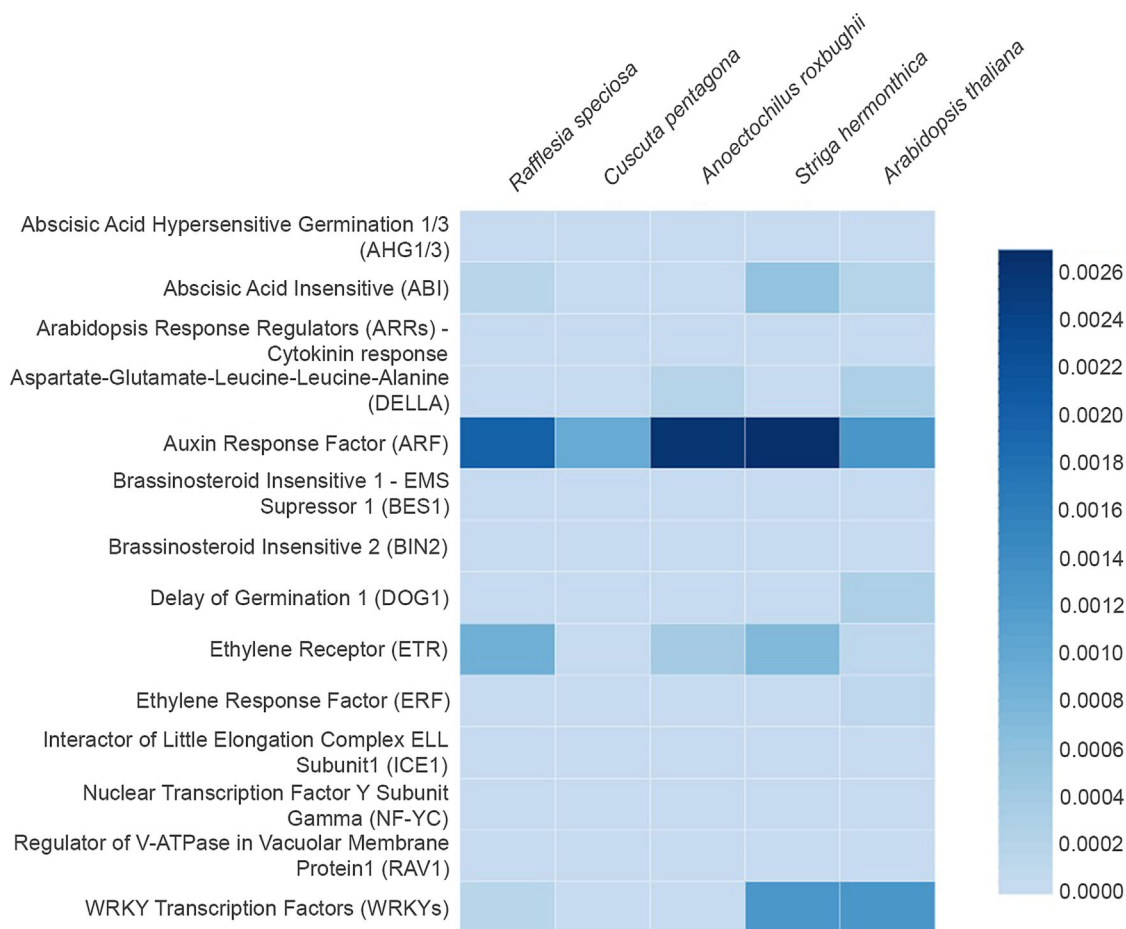 Rafflesia speciosa
Cuscuta pentagona
Anoectochilus roxbughii
Striga hermonthica
Arabidopsis thaliana
Abscisic Acid Hypersensitive Germination 1/3
(AHG1/3)
Abscisic Acid Insensitive (ABI)
Arabidopsis Response Regulators (ARRs) -
Cytokinin response
Aspartate-Glutamate-Leucine-Leucine-Alanine
(DELLA)
Auxin Response Factor (ARF)
Brassinosteroid Insensitive 1 - EMS
Supressor 1 (BES1)
Brassinosteroid Insensitive 2 (BIN2)
Delay of Germination 1 (DOG1)
Ethylene Receptor (ETR)
Ethylene Response Factor (ERF)
Interactor of Little Elongation Complex ELL
Subunit1 (ICE1)
Nuclear Transcription Factor Y Subunit
Gamma (NF-YC)
Regulator of V-ATPase in Vacuolar Membrane
Protein1 (RAV1)
WRKY Transcription Factors (WRKYs)
0.0026
0.0024
0.0022
0.0020
0.0018
0.0016
0.0014
0.0012
0.0010
0.0008
0.0006
0.0004
0.0002
0.0000